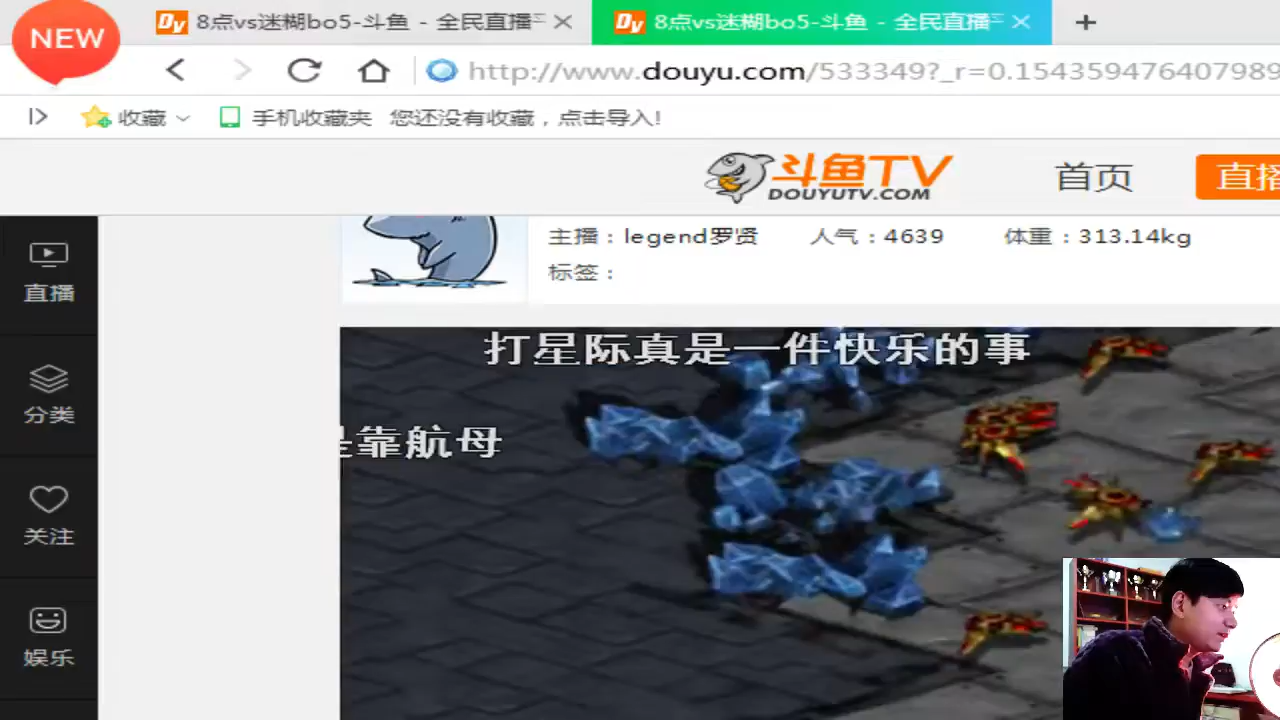 NEW
Dy 8点vs迷糊bo5-斗鱼 - 全民直播
Dy 8点vs迷糊bo5-斗鱼 - 全民直播
http://www.douyu.com/533349?_r=0.154359476407989
收藏
手机收藏夹
您还没有收藏，点击导入!
斗鱼TV
DOUYUTV.COM
首页
直播
主播：legend罗贤
人气：4639
体重：313.14kg
标签：
直播
分类
关注
娱乐
打星际真是一件快乐的事
靠航母